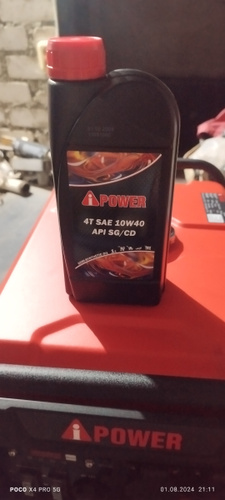 iPOWER
4T SAE 10W40
API SG/CD
iPOWER
POCO X4 PRO 5G
01.08.2024 21:11